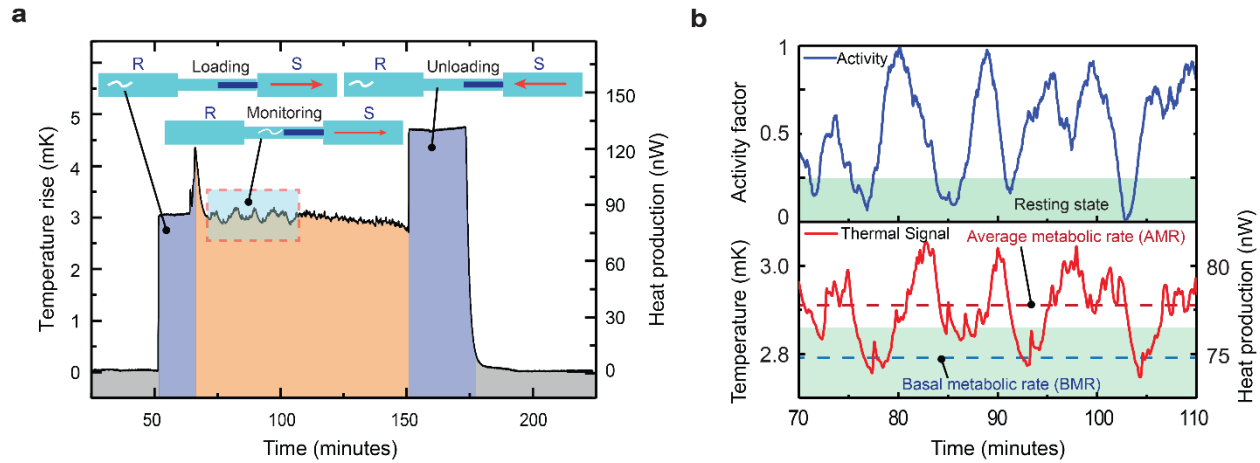 a
R
Loading
S
R
Unloading
S
R
Monitoring
S
Temperature rise (mK)
5
4
3
2
1
0
Heat production (nW)
150
120
90
60
30
0
50
100
150
200
Time (minutes)
b
Activity
Resting state
Activity factor
1
0.5
0
Thermal Signal
Average metabolic rate (AMR)
Basal metabolic rate (BMR)
Temperature (mK)
3.0
2.8
Heat production (nW)
80
75
70
80
90
100
110
Time (minutes)